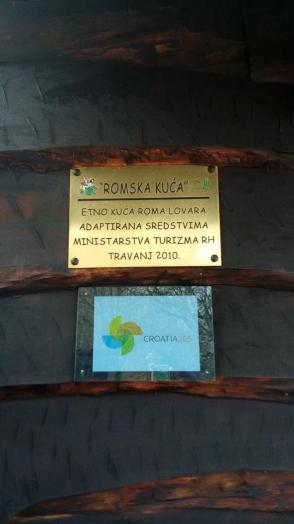 "ROMSKA KUĆA"
ETNO KUĆA ROMA LOVARA
ADAPTIRANA SREDSTVIMA
MINISTARSTVA TURIZMA RH
TRAVANJ 2010.
CROATIA365